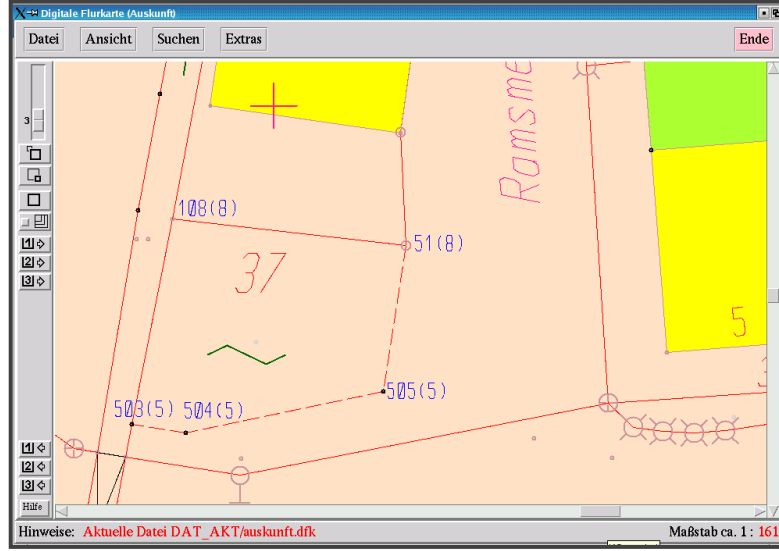 Digitale Flurkarte (Auskunft)
Datei Ansicht Suchen Extras Ende
3
Ramsme
108(8)
51(8)
37
5
505(5)
503(5) 504(5)
1
2
3
1
2
3
Hilfe
Hinweise: Aktuelle Datei DAT_AKT/auskunft.dfk Maßstab ca. 1 : 161